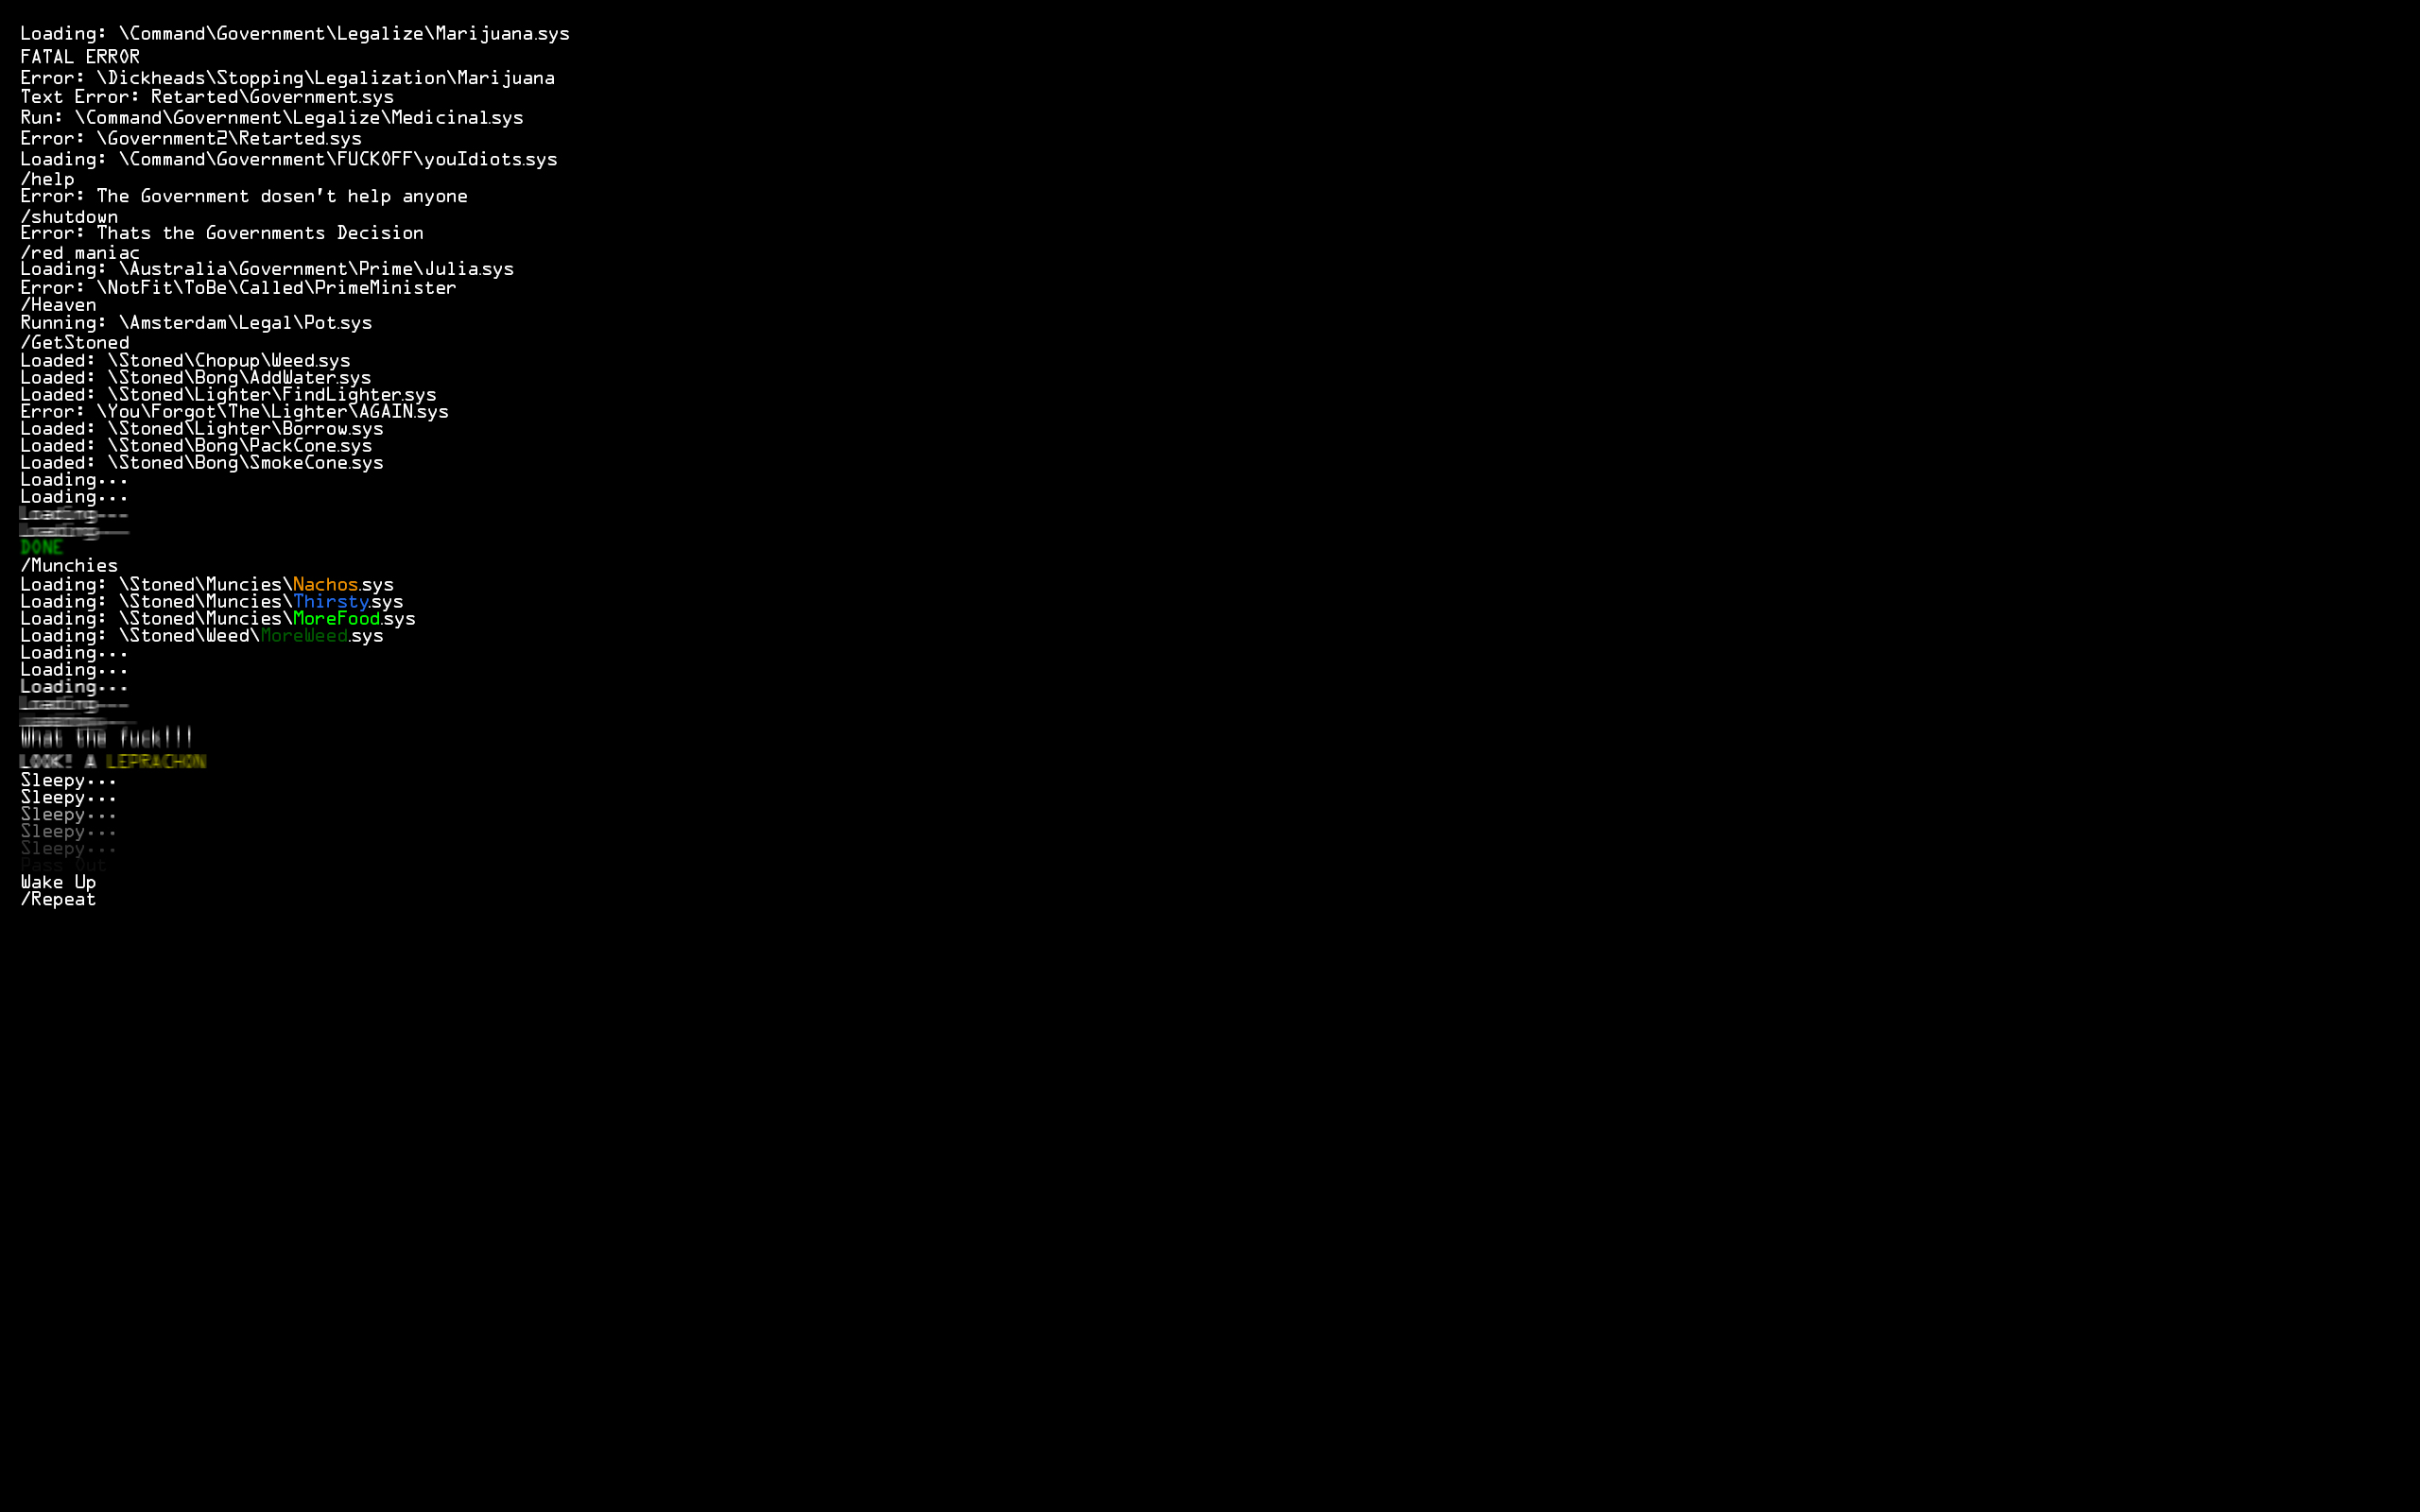 Loading: \Command\Government\Legalize\Marijuana.sys
FATAL ERROR
Error: \Dickheads\Stopping\Legalization\Marijuana
Text Error: Retarted\Government.sys
Run: \Command\Government\Legalize\Medicinal.sys
Error: \Government2\Retarted.sys
Loading: \Command\Government\FUCKOFF\youIdiots.sys
/help
Error: The Government dosen't help anyone
/shutdown
Error: Thats the Governments Decision
/red maniac
Loading: \Australia\Government\Prime\Julia.sys
Error: \NotFit\ToBe\Called\PrimeMinister
/Heaven
Running: \Amsterdam\Legal\Pot.sys
/GetStoned
Loaded: \Stoned\Chopup\Weed.sys
Loaded: \Stoned\Bong\AddWater.sys
Loaded: \Stoned\Lighter\FindLighter.sys
Error: \You\Forgot\The\Lighter\AGAIN.sys
Loaded: \Stoned\Lighter\Borrow.sys
Loaded: \Stoned\Bong\PackCone.sys
Loaded: \Stoned\Bong\SmokeCone.sys
Loading...
Loading...
Loading...
Loading...
DONE
/Munchies
Loading: \Stoned\Muncies\Nachos.sys
Loading: \Stoned\Muncies\Thirsty.sys
Loading: \Stoned\Muncies\MoreFood.sys
Loading: \Stoned\Weed\MoreWeed.sys
Loading...
Loading...
Loading...
Loading...
What the fuck!!!
LOOK! A LEPRACHON
Sleepy...
Sleepy...
Sleepy...
Sleepy...
Sleepy...
Pass Out
Wake Up
/Repeat